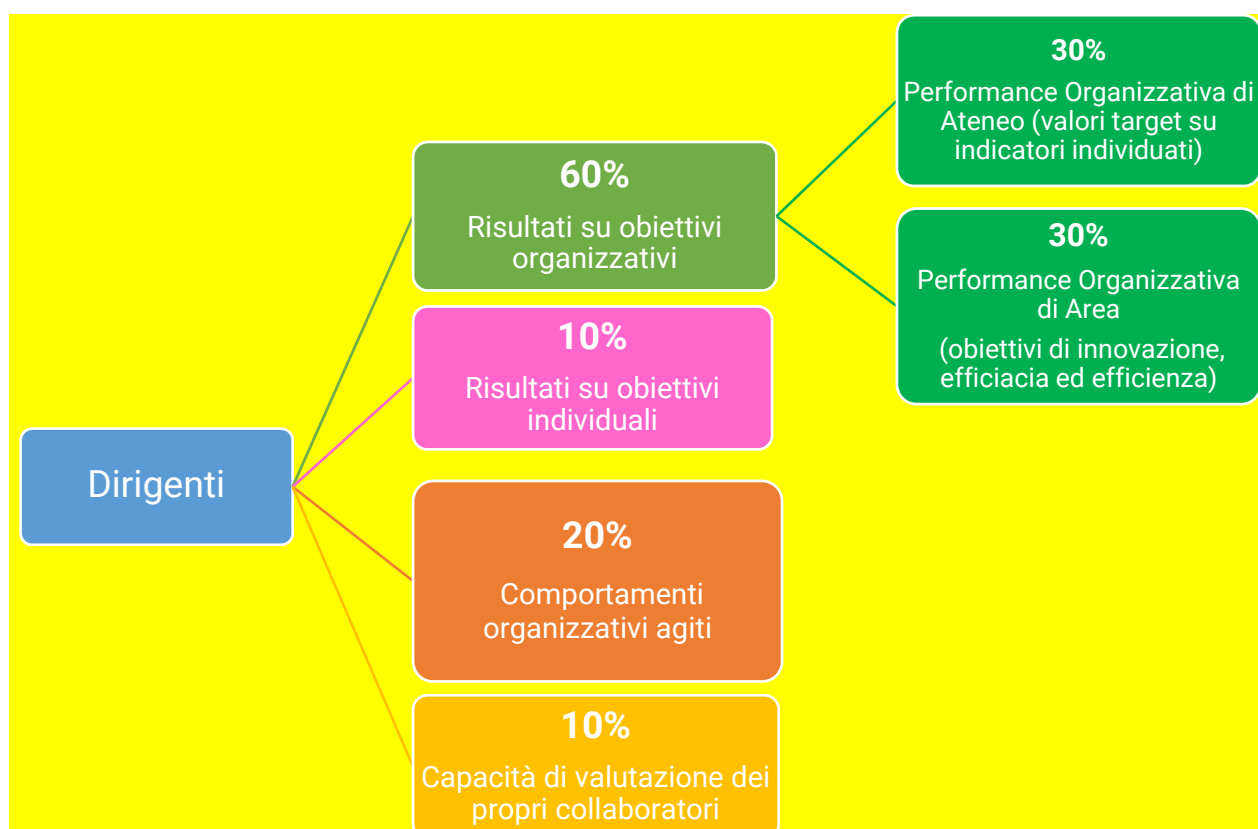 Dirigenti
60%
Risultati su obiettivi
organizzativi
30%
Performance Organizzativa di
Ateneo (valori target su
indicatori individuati)
30%
Performance Organizzativa
di Area
(obiettivi di innovazione,
efficiacia ed efficienza)
10%
Risultati su obiettivi
individuali
20%
Comportamenti
organizzativi agiti
10%
Capacità di valutazione dei
propri collaboratori